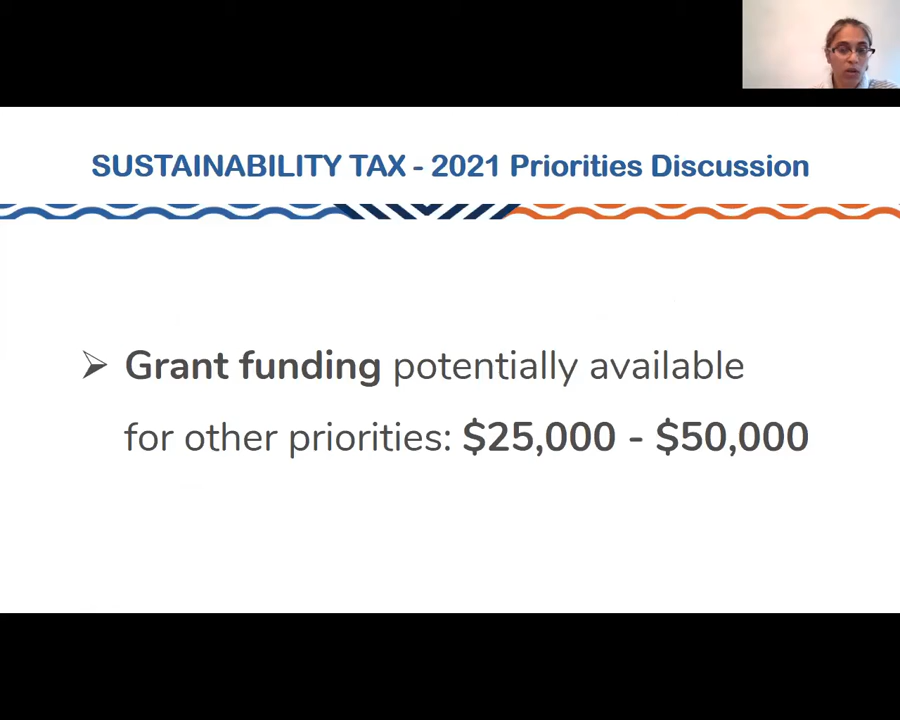 SUSTAINABILITY TAX - 2021 Priorities Discussion
➢ Grant funding potentially available
for other priorities: $25,000 - $50,000